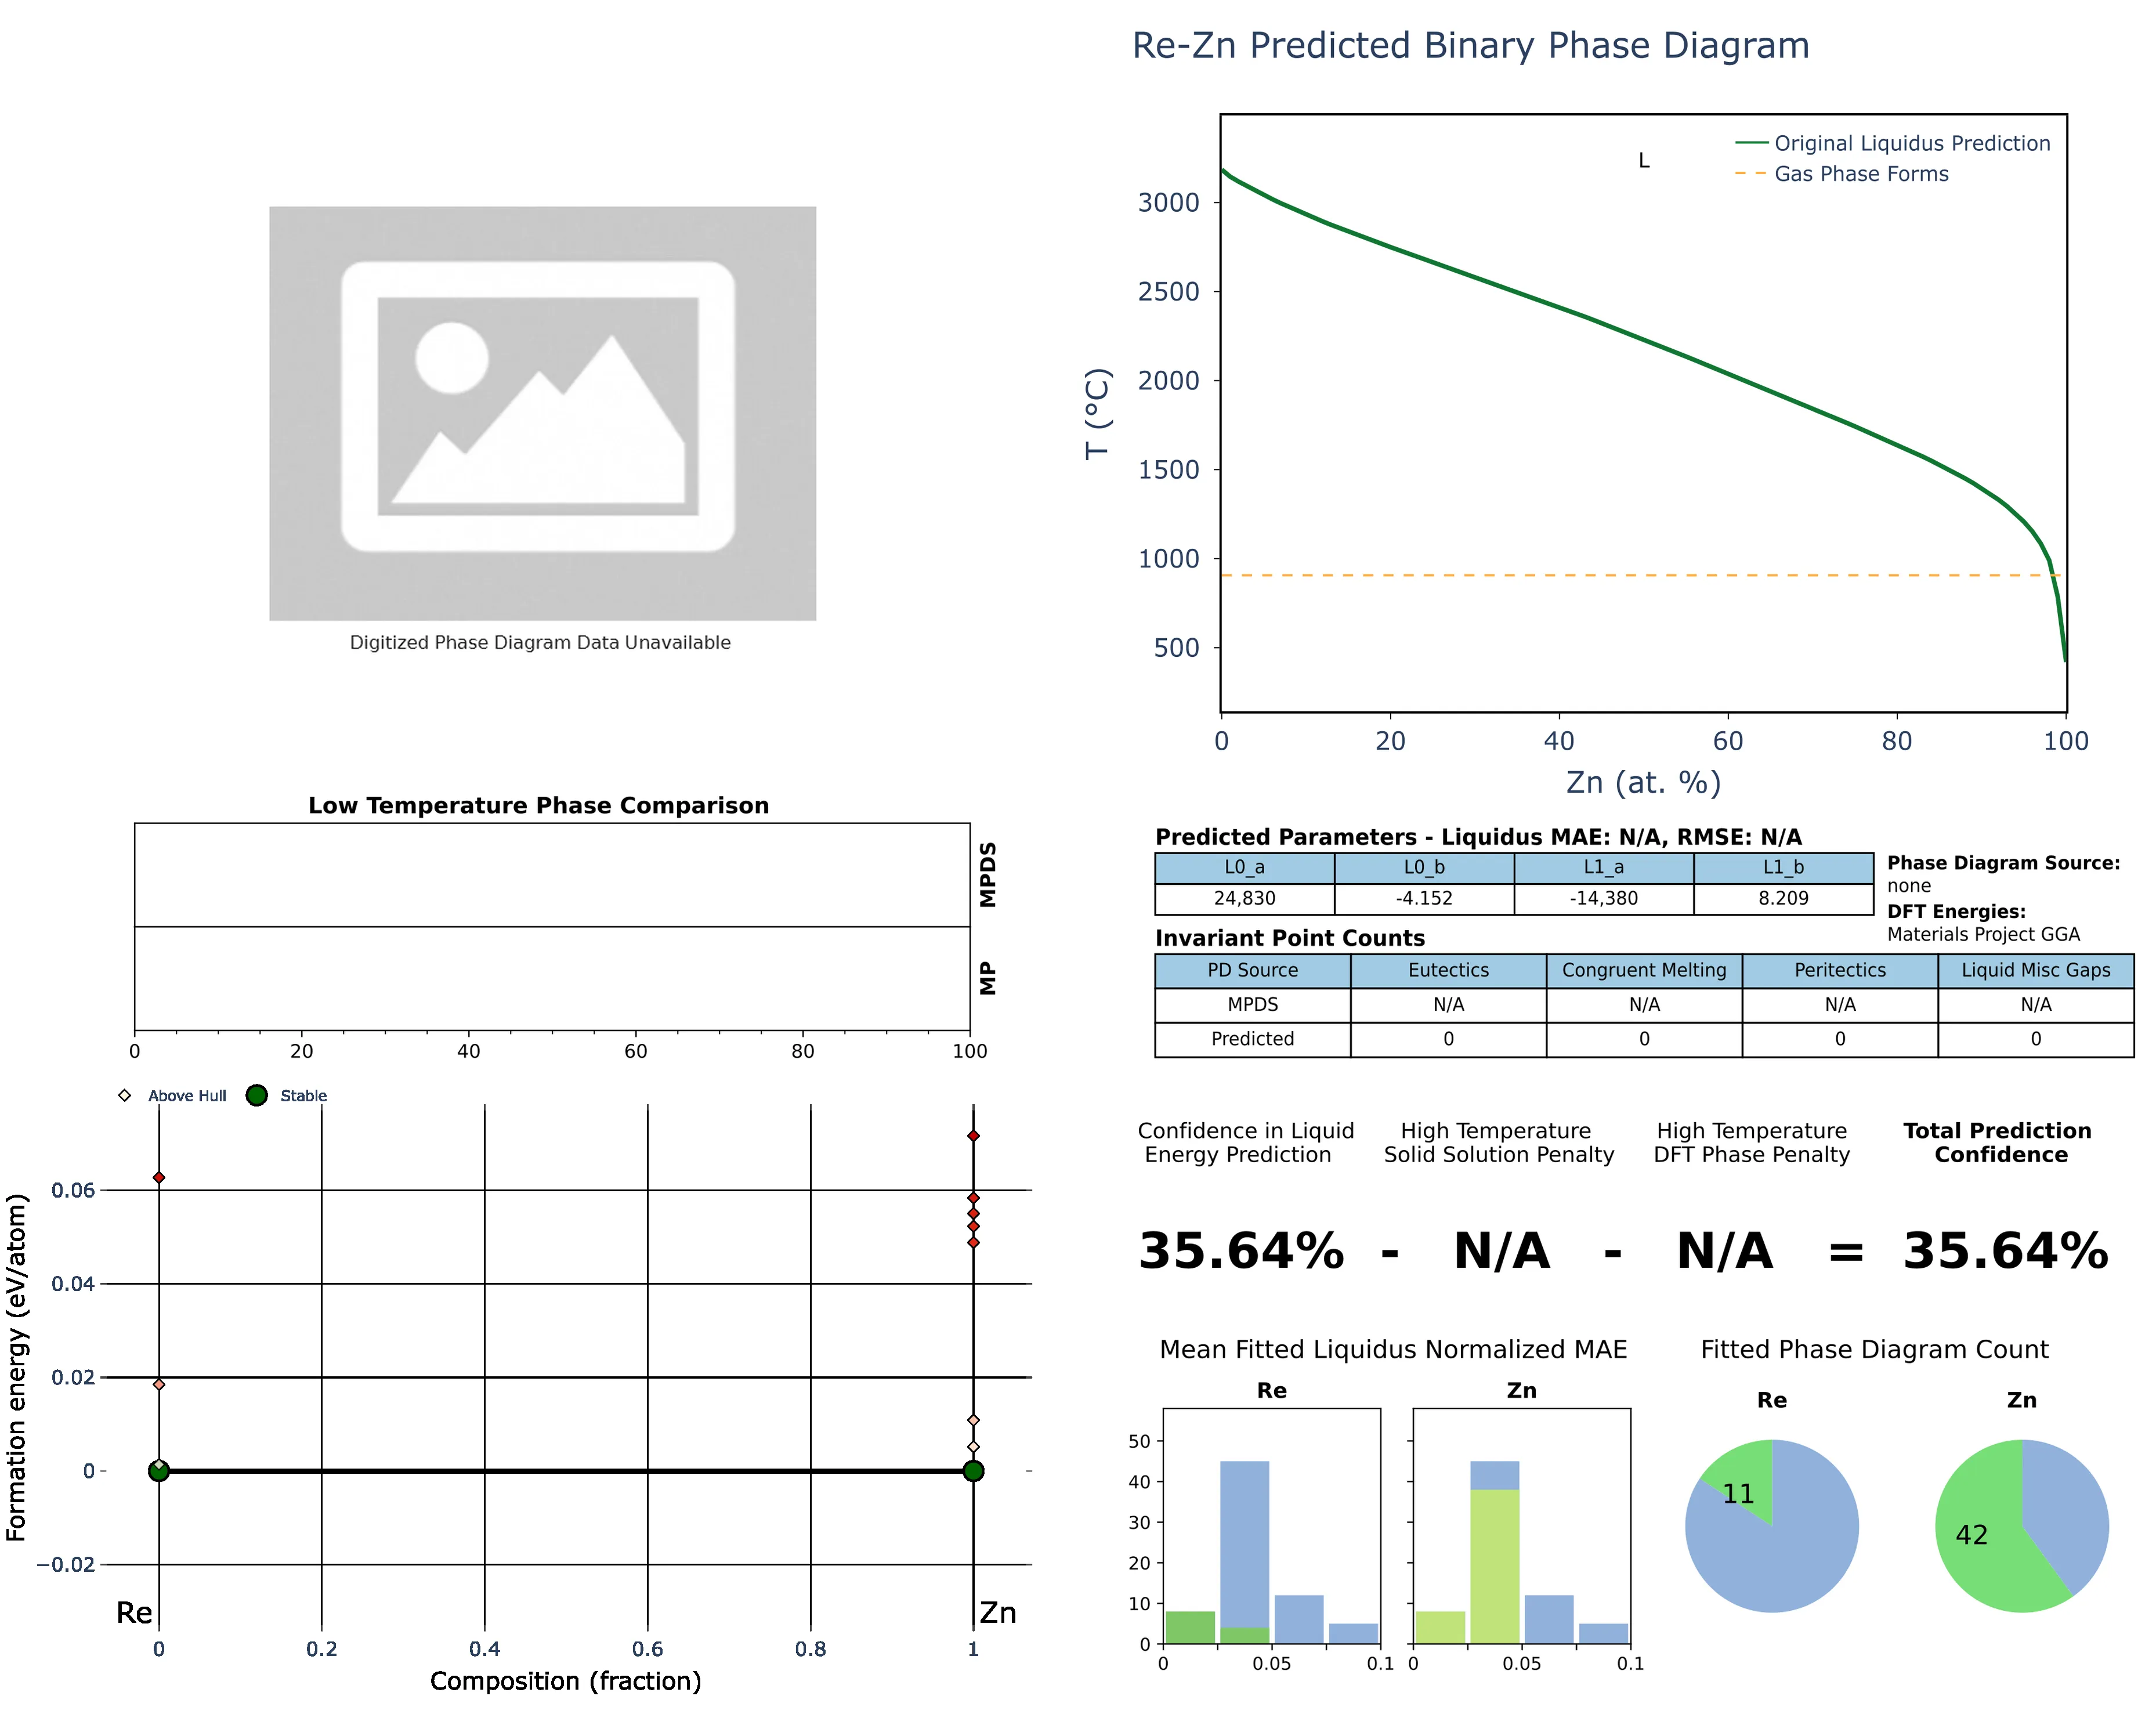 Re-Zn Predicted Binary Phase Diagram
Digitized Phase Diagram Data Unavailable
L
Original Liquidus Prediction
Gas Phase Forms
3000
2500
2000
1500
1000
500
T (°C)
0 20 40 60 80 100
Zn (at. %)
Low Temperature Phase Comparison
MPDS
MP
0 20 40 60 80 100
Predicted Parameters - Liquidus MAE: N/A, RMSE: N/A
L0_a L0_b L1_a L1_b
24,830 -4.152 -14,380 8.209
Phase Diagram Source:
none
DFT Energies:
Materials Project GGA
Invariant Point Counts
PD Source Eutectics Congruent Melting Peritectics Liquid Misc Gaps
MPDS N/A N/A N/A N/A
Predicted 0 0 0 0
Above Hull Stable
0.06
0.04
0.02
0
−0.02
Formation energy (eV/atom)
Re Zn
0 0.2 0.4 0.6 0.8 1
Composition (fraction)
Confidence in Liquid
Energy Prediction
High Temperature
Solid Solution Penalty
High Temperature
DFT Phase Penalty
Total Prediction
Confidence
35.64% - N/A - N/A = 35.64%
Mean Fitted Liquidus Normalized MAE
Re Zn
50
40
30
20
10
0
0 0.05 0.1
0 0.05 0.1
Fitted Phase Diagram Count
Re Zn
11
42